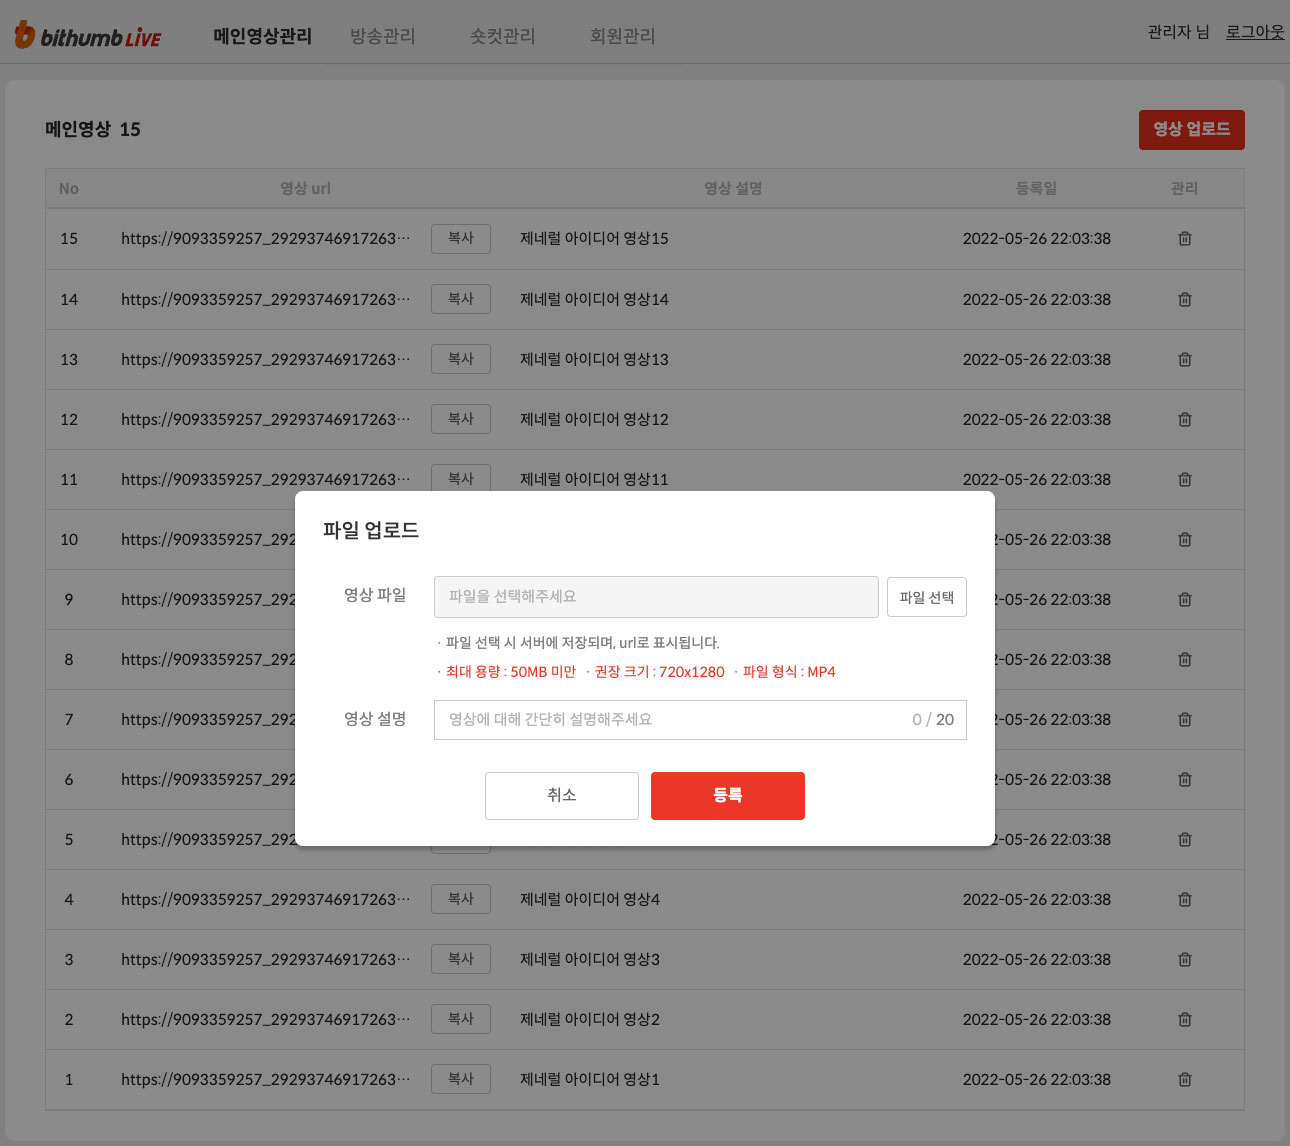 bithumb LIVE 메인영상관리 방송관리 숏컷관리 회원관리 관리자 님 로그아웃
메인영상 15 영상 업로드
No 영상 url 영상 설명 등록일 관리
15 https://9093359257_29293746917263··· 복사 제네럴 아이디어 영상15 2022-05-26 22:03:38
14 https://9093359257_29293746917263··· 복사 제네럴 아이디어 영상14 2022-05-26 22:03:38
13 https://9093359257_29293746917263··· 복사 제네럴 아이디어 영상13 2022-05-26 22:03:38
12 https://9093359257_29293746917263··· 복사 제네럴 아이디어 영상12 2022-05-26 22:03:38
11 https://9093359257_29293746917263··· 복사 제네럴 아이디어 영상11 2022-05-26 22:03:38
10 https://9093359257_292 -05-26 22:03:38
9 https://9093359257_292 -05-26 22:03:38
8 https://9093359257_292 -05-26 22:03:38
7 https://9093359257_292 -05-26 22:03:38
6 https://9093359257_292 -05-26 22:03:38
5 https://9093359257_292 -05-26 22:03:38
파일 업로드
영상 파일 파일을 선택해주세요 파일 선택
· 파일 선택 시 서버에 저장되며, url로 표시됩니다.
· 최대 용량 : 50MB 미만 · 권장 크기 : 720x1280 · 파일 형식 : MP4
영상 설명 영상에 대해 간단히 설명해주세요 0 / 20
취소 등록
4 https://9093359257_29293746917263··· 복사 제네럴 아이디어 영상4 2022-05-26 22:03:38
3 https://9093359257_29293746917263··· 복사 제네럴 아이디어 영상3 2022-05-26 22:03:38
2 https://9093359257_29293746917263··· 복사 제네럴 아이디어 영상2 2022-05-26 22:03:38
1 https://9093359257_29293746917263··· 복사 제네럴 아이디어 영상1 2022-05-26 22:03:38